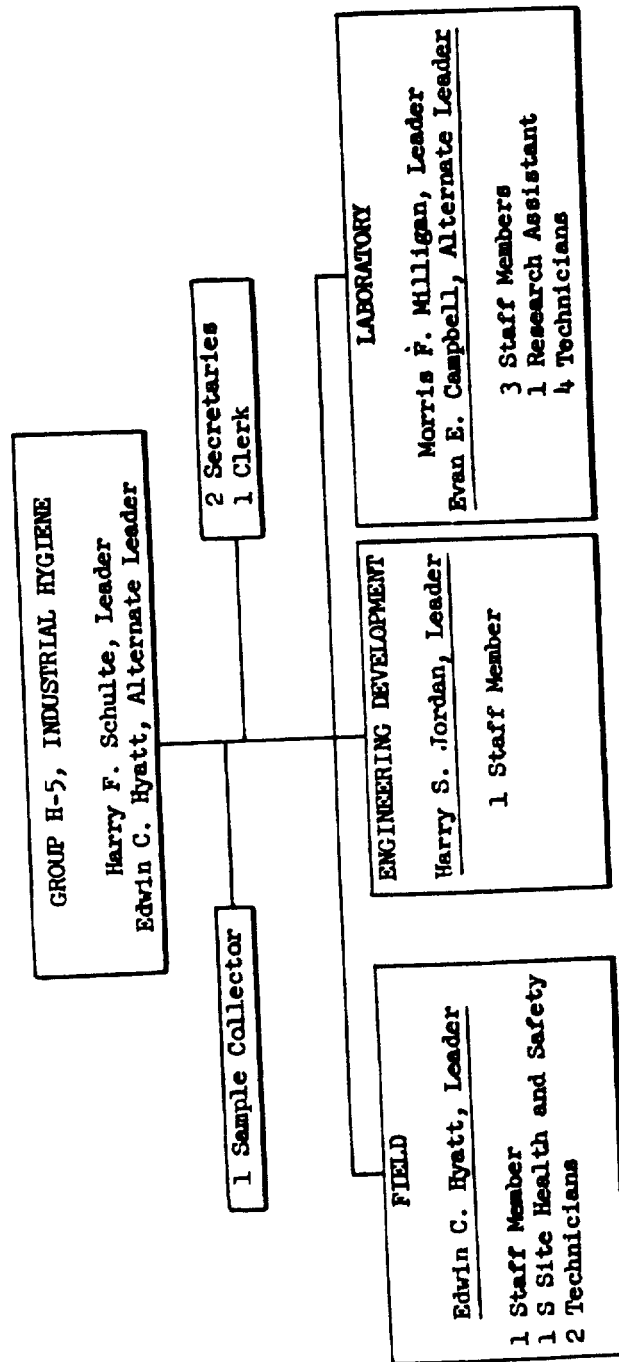 GROUP H-5, INDUSTRIAL HYGIENE
Harry F. Schulte, Leader
Edwin C. Hyatt, Alternate Leader
1 Sample Collector
2 Secretaries
1 Clerk
FIELD
Edwin C. Hyatt, Leader
1 Staff Member
1 S Site Health and Safety
2 Technicians
ENGINEERING DEVELOPMENT
Harry S. Jordan, Leader
1 Staff Member
LABORATORY
Morris F. Milligan, Leader
Evan E. Campbell, Alternate Leader
3 Staff Members
1 Research Assistant
4 Technicians